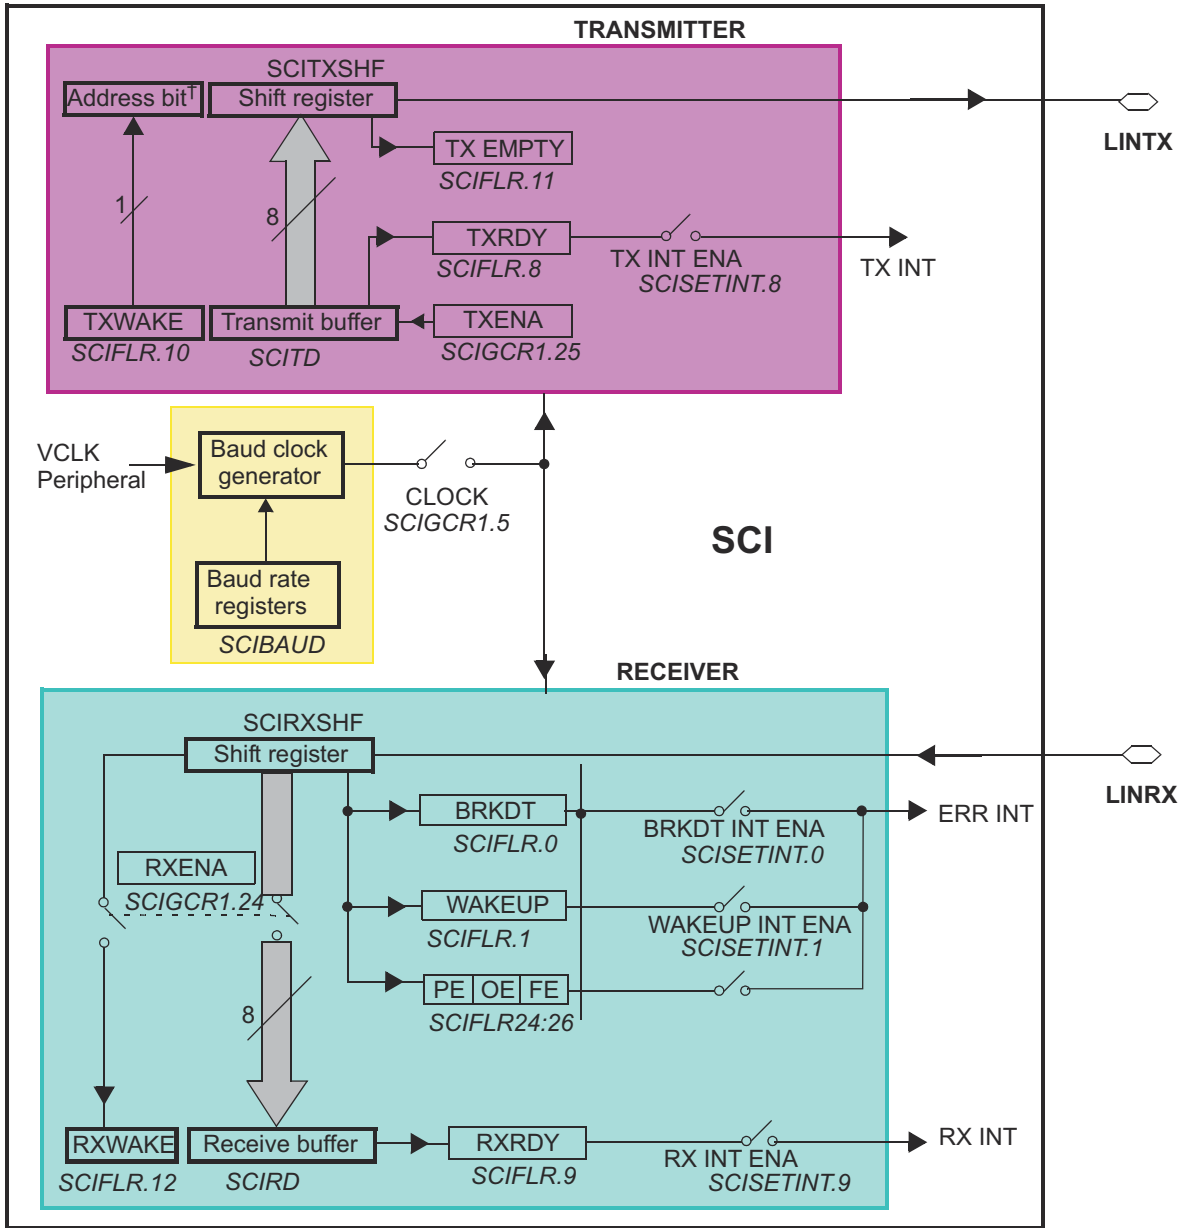 TRANSMITTER
SCITXSHF
Address bit†
Shift register
TX EMPTY
SCIFLR.11
LINTX
1
8
TXRDY
SCIFLR.8
TX INT ENA
SCISETINT.8
TX INT
TXWAKE
SCIFLR.10
Transmit buffer
SCITD
TXENA
SCIGCR1.25
VCLK
Peripheral
Baud clock
generator
CLOCK
SCIGCR1.5
SCI
Baud rate
registers
SCIBAUD
RECEIVER
SCIRXSHF
Shift register
LINRX
BRKDT
SCIFLR.0
BRKDT INT ENA
SCISETINT.0
ERR INT
RXENA
SCIGCR1.24
WAKEUP
SCIFLR.1
WAKEUP INT ENA
SCISETINT.1
PE OE FE
SCIFLR24:26
8
RXWAKE
SCIFLR.12
Receive buffer
SCIRD
RXRDY
SCIFLR.9
RX INT ENA
SCISETINT.9
RX INT